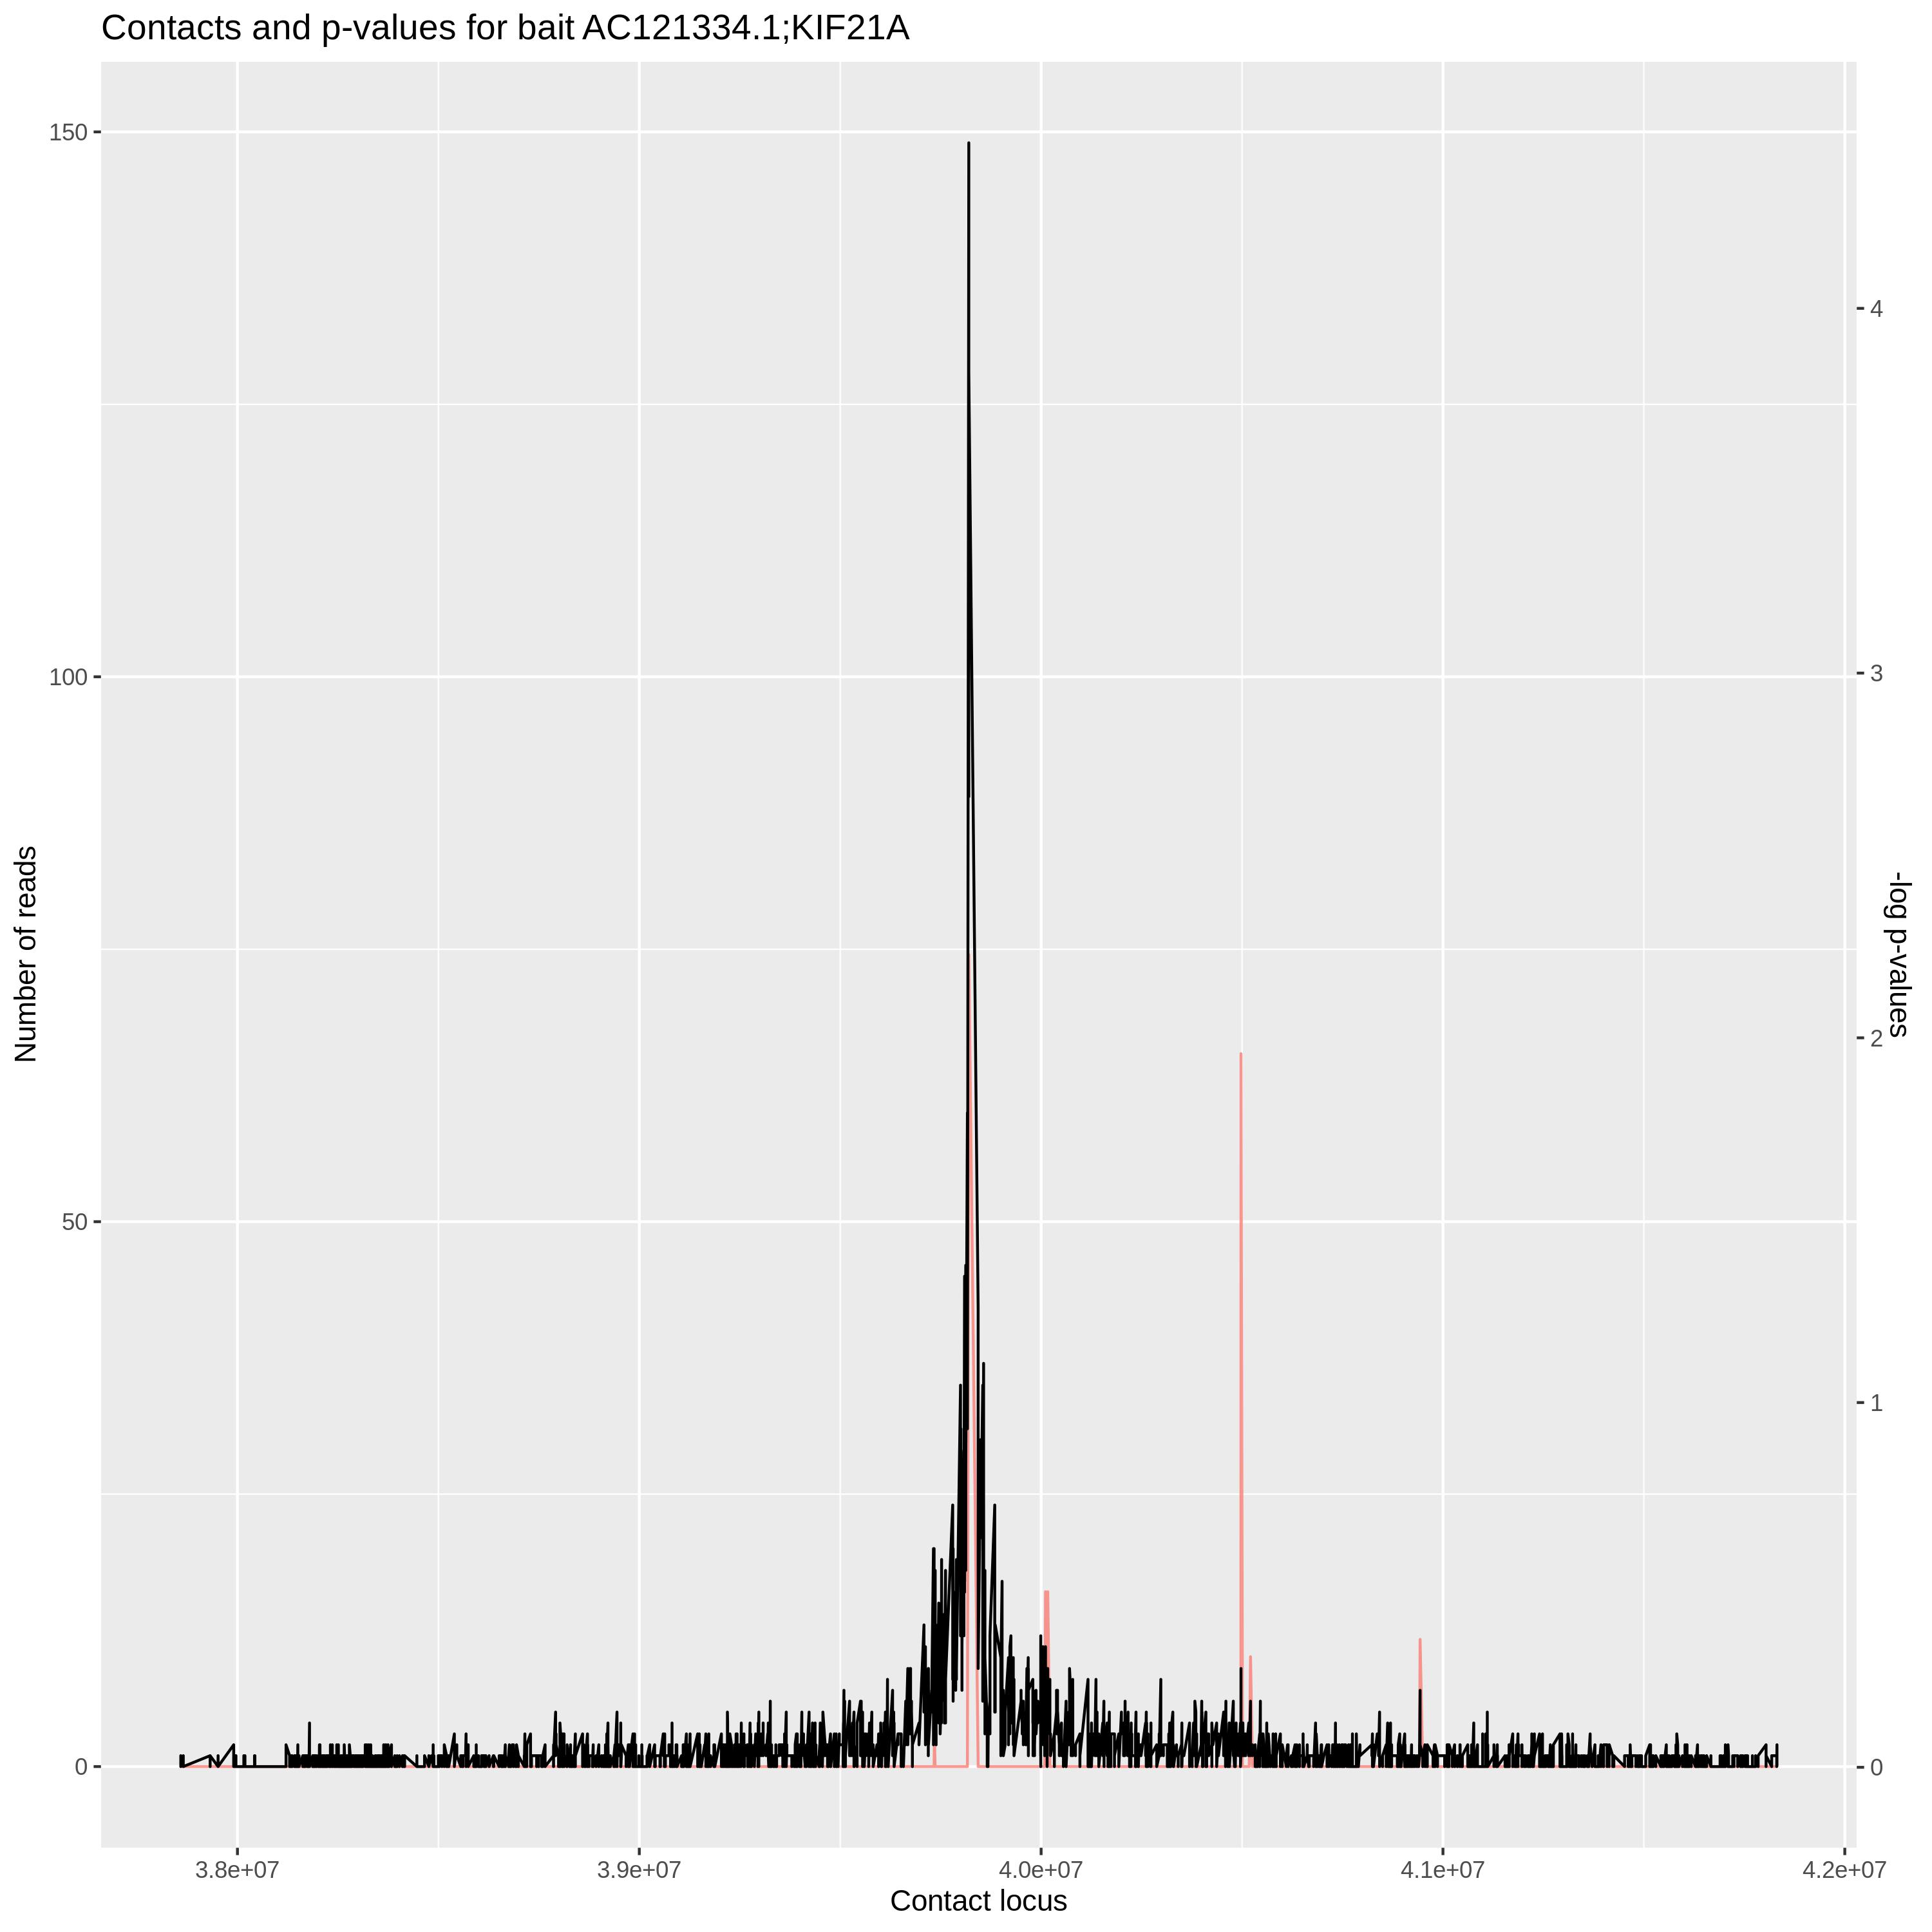 Contacts and p-values for bait AC121334.1;KIF21A
150
100
50
0
Number of reads
4
3
2
1
0
-log p-values
3.8e+07
3.9e+07
4.0e+07
4.1e+07
4.2e+07
Contact locus